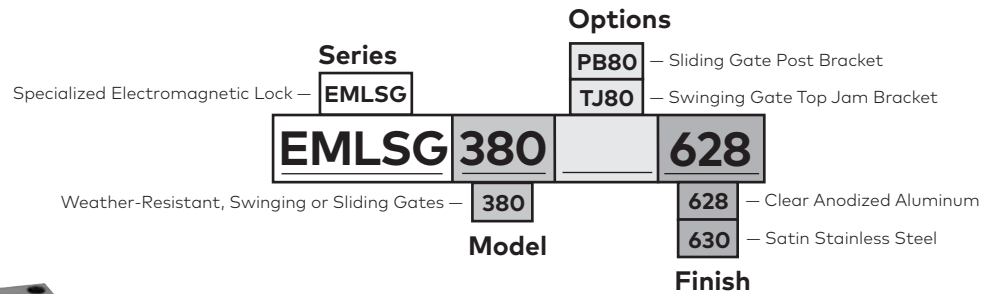 Options
Series
PB80 — Sliding Gate Post Bracket
Specialized Electromagnetic Lock — EMLSG
TJ80 — Swinging Gate Top Jam Bracket
EMLSG 380 628
Weather-Resistant, Swinging or Sliding Gates — 380
628 — Clear Anodized Aluminum
630 — Satin Stainless Steel
Model
Finish